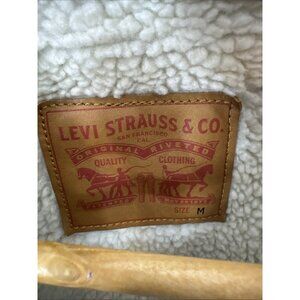 LEVI STRAUSS & CO.
SAN FRANCISCO
CAL.
ORIGINAL RIVETED
QUALITY CLOTHING
SIZE M